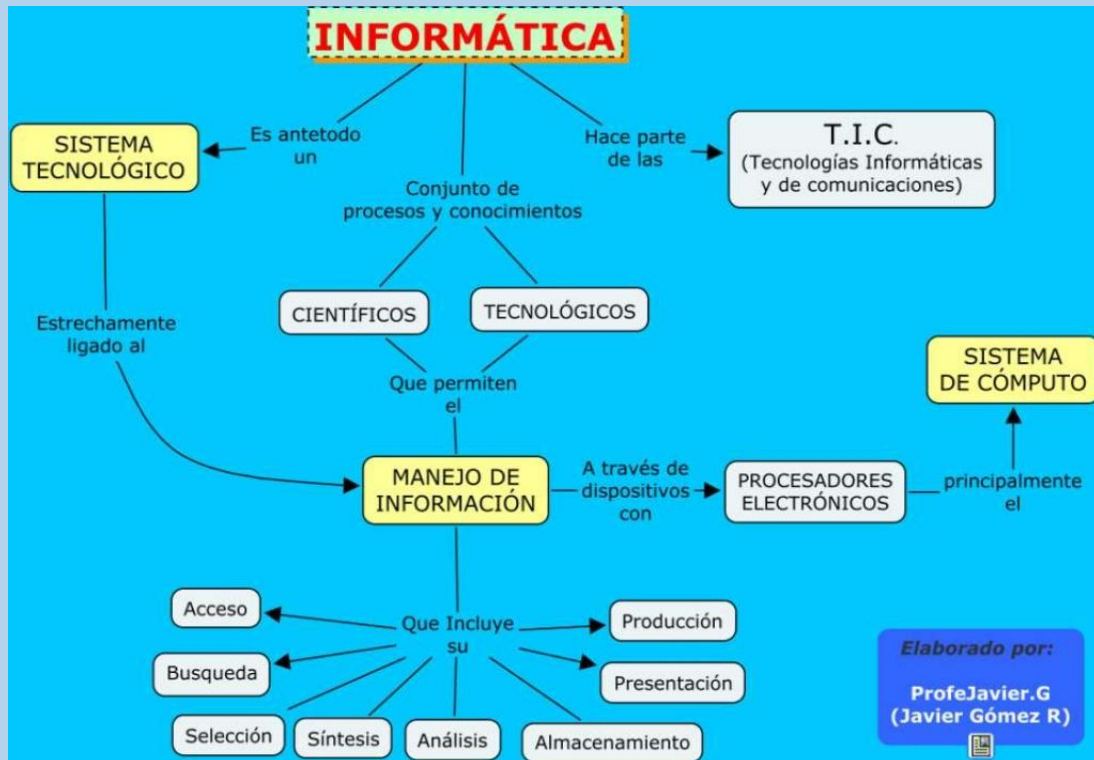 INFORMÁTICA
Es antetodo
un
SISTEMA
TECNOLÓGICO
Hace parte
de las
T.I.C.
(Tecnologías Informáticas
y de comunicaciones)
Conjunto de
procesos y conocimientos
CIENTÍFICOS
TECNOLÓGICOS
Estrechamente
ligado al
Que permiten
el
MANEJO DE
INFORMACIÓN
A través de
dispositivos
con
PROCESADORES
ELECTRÓNICOS
principalmente
el
SISTEMA
DE CÓMPUTO
Que Incluye
su
Acceso
Busqueda
Selección
Síntesis
Análisis
Almacenamiento
Presentación
Producción
Elaborado por:
ProfeJavier.G
(Javier Gómez R)